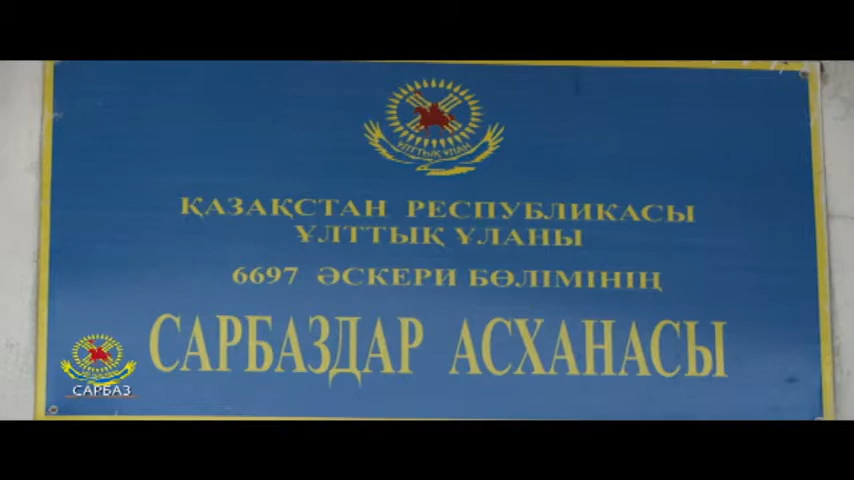 ҰЛТТЫҚ ҰЛАН
ҚАЗАҚСТАН РЕСПУБЛИКАСЫ
ҰЛТТЫҚ ҰЛАНЫ
6697 ӘСКЕРИ БӨЛІМІНІҢ
САРБАЗДАР АСХАНАСЫ
САРБАЗ